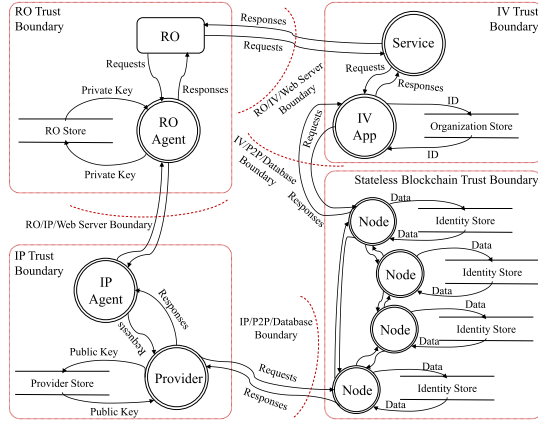 RO Trust
Boundary
RO
Responses
Requests
Requests
Responses
Private Key
RO Store
RO
Agent
Private Key
RO/IV/Web Server
Boundary
IV Trust
Boundary
Service
Requests
Responses
IV
App
ID
Organization Store
ID
IV/P2P/Database
Boundary
Requests
Responses
RO/IP/Web Server Boundary
Stateless Blockchain Trust Boundary
Node
Data
Identity Store
Data
Node
Data
Identity Store
Data
Node
Data
Identity Store
Data
Node
Data
Identity Store
Data
IP Trust
Boundary
IP
Agent
Responses
Requests
Public Key
Provider Store
Provider
Public Key
IP/P2P/Database
Boundary
Requests
Responses